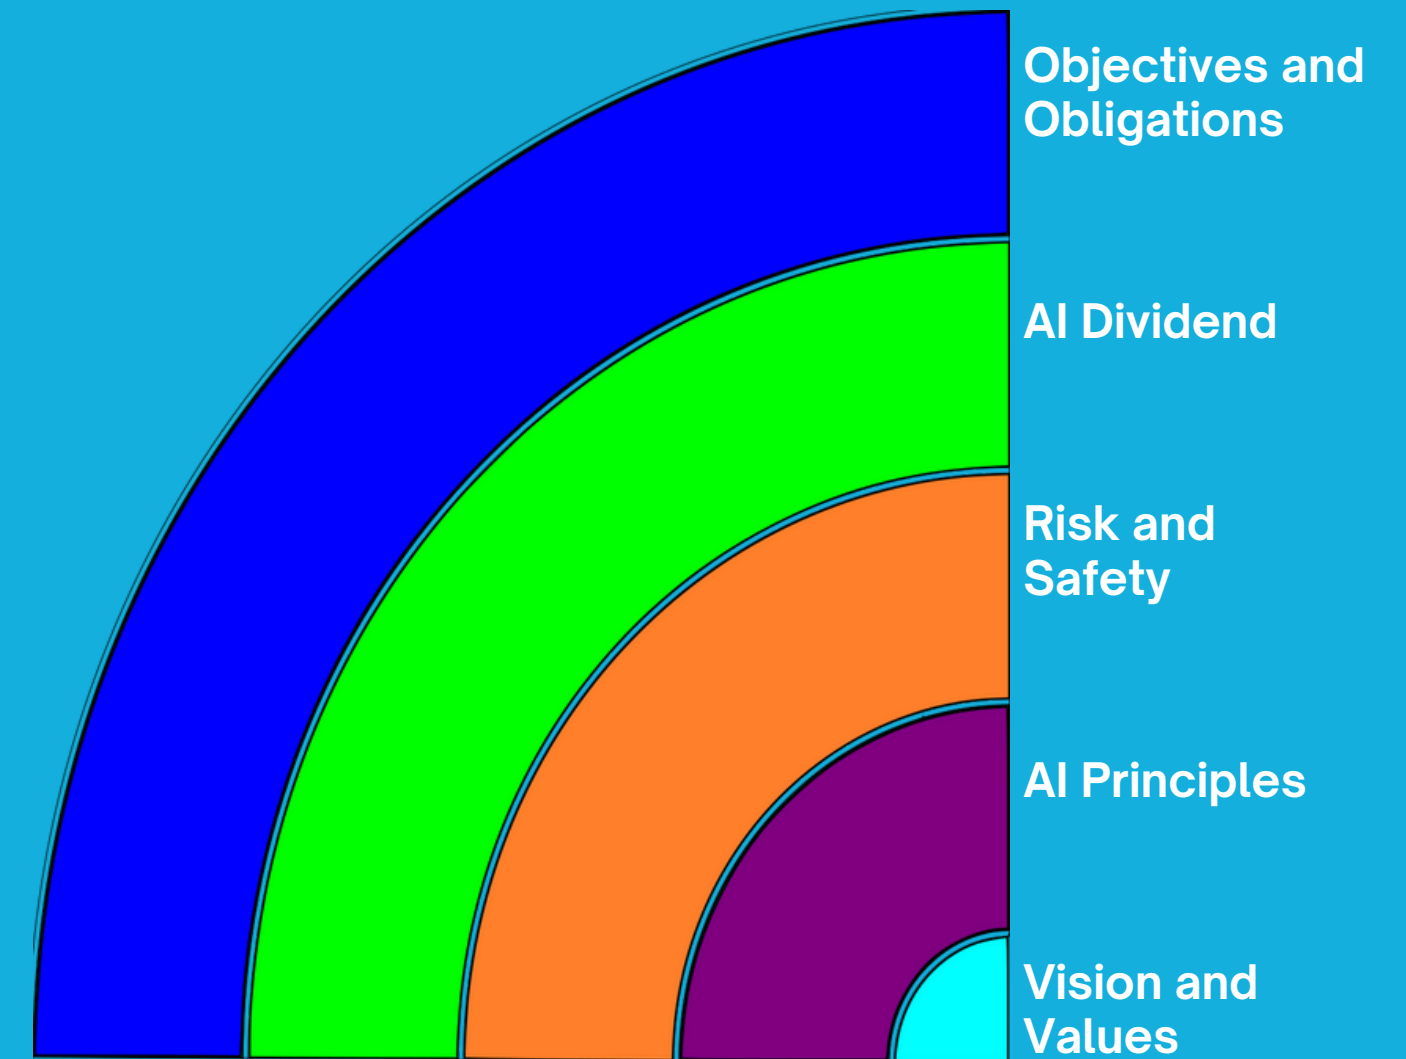 Objectives and
Obligations
AI Dividend
Risk and
Safety
AI Principles
Vision and
Values